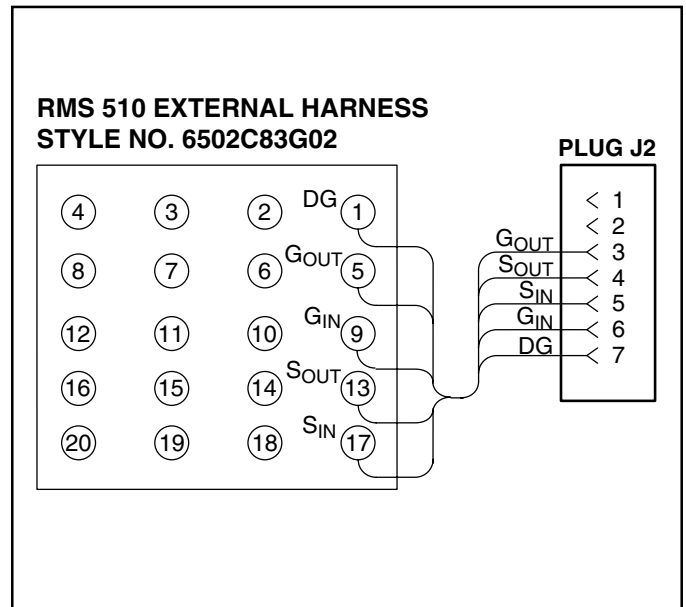 RMS 510 EXTERNAL HARNESS
STYLE NO. 6502C83G02
PLUG J2
4 3 2 DG 1
8 7 6 GOUT 5
12 11 10 GIN 9
16 15 14 SOUT 13
20 19 18 SIN 17
1
2
GOUT 3
SOUT 4
SIN 5
GIN 6
DG 7